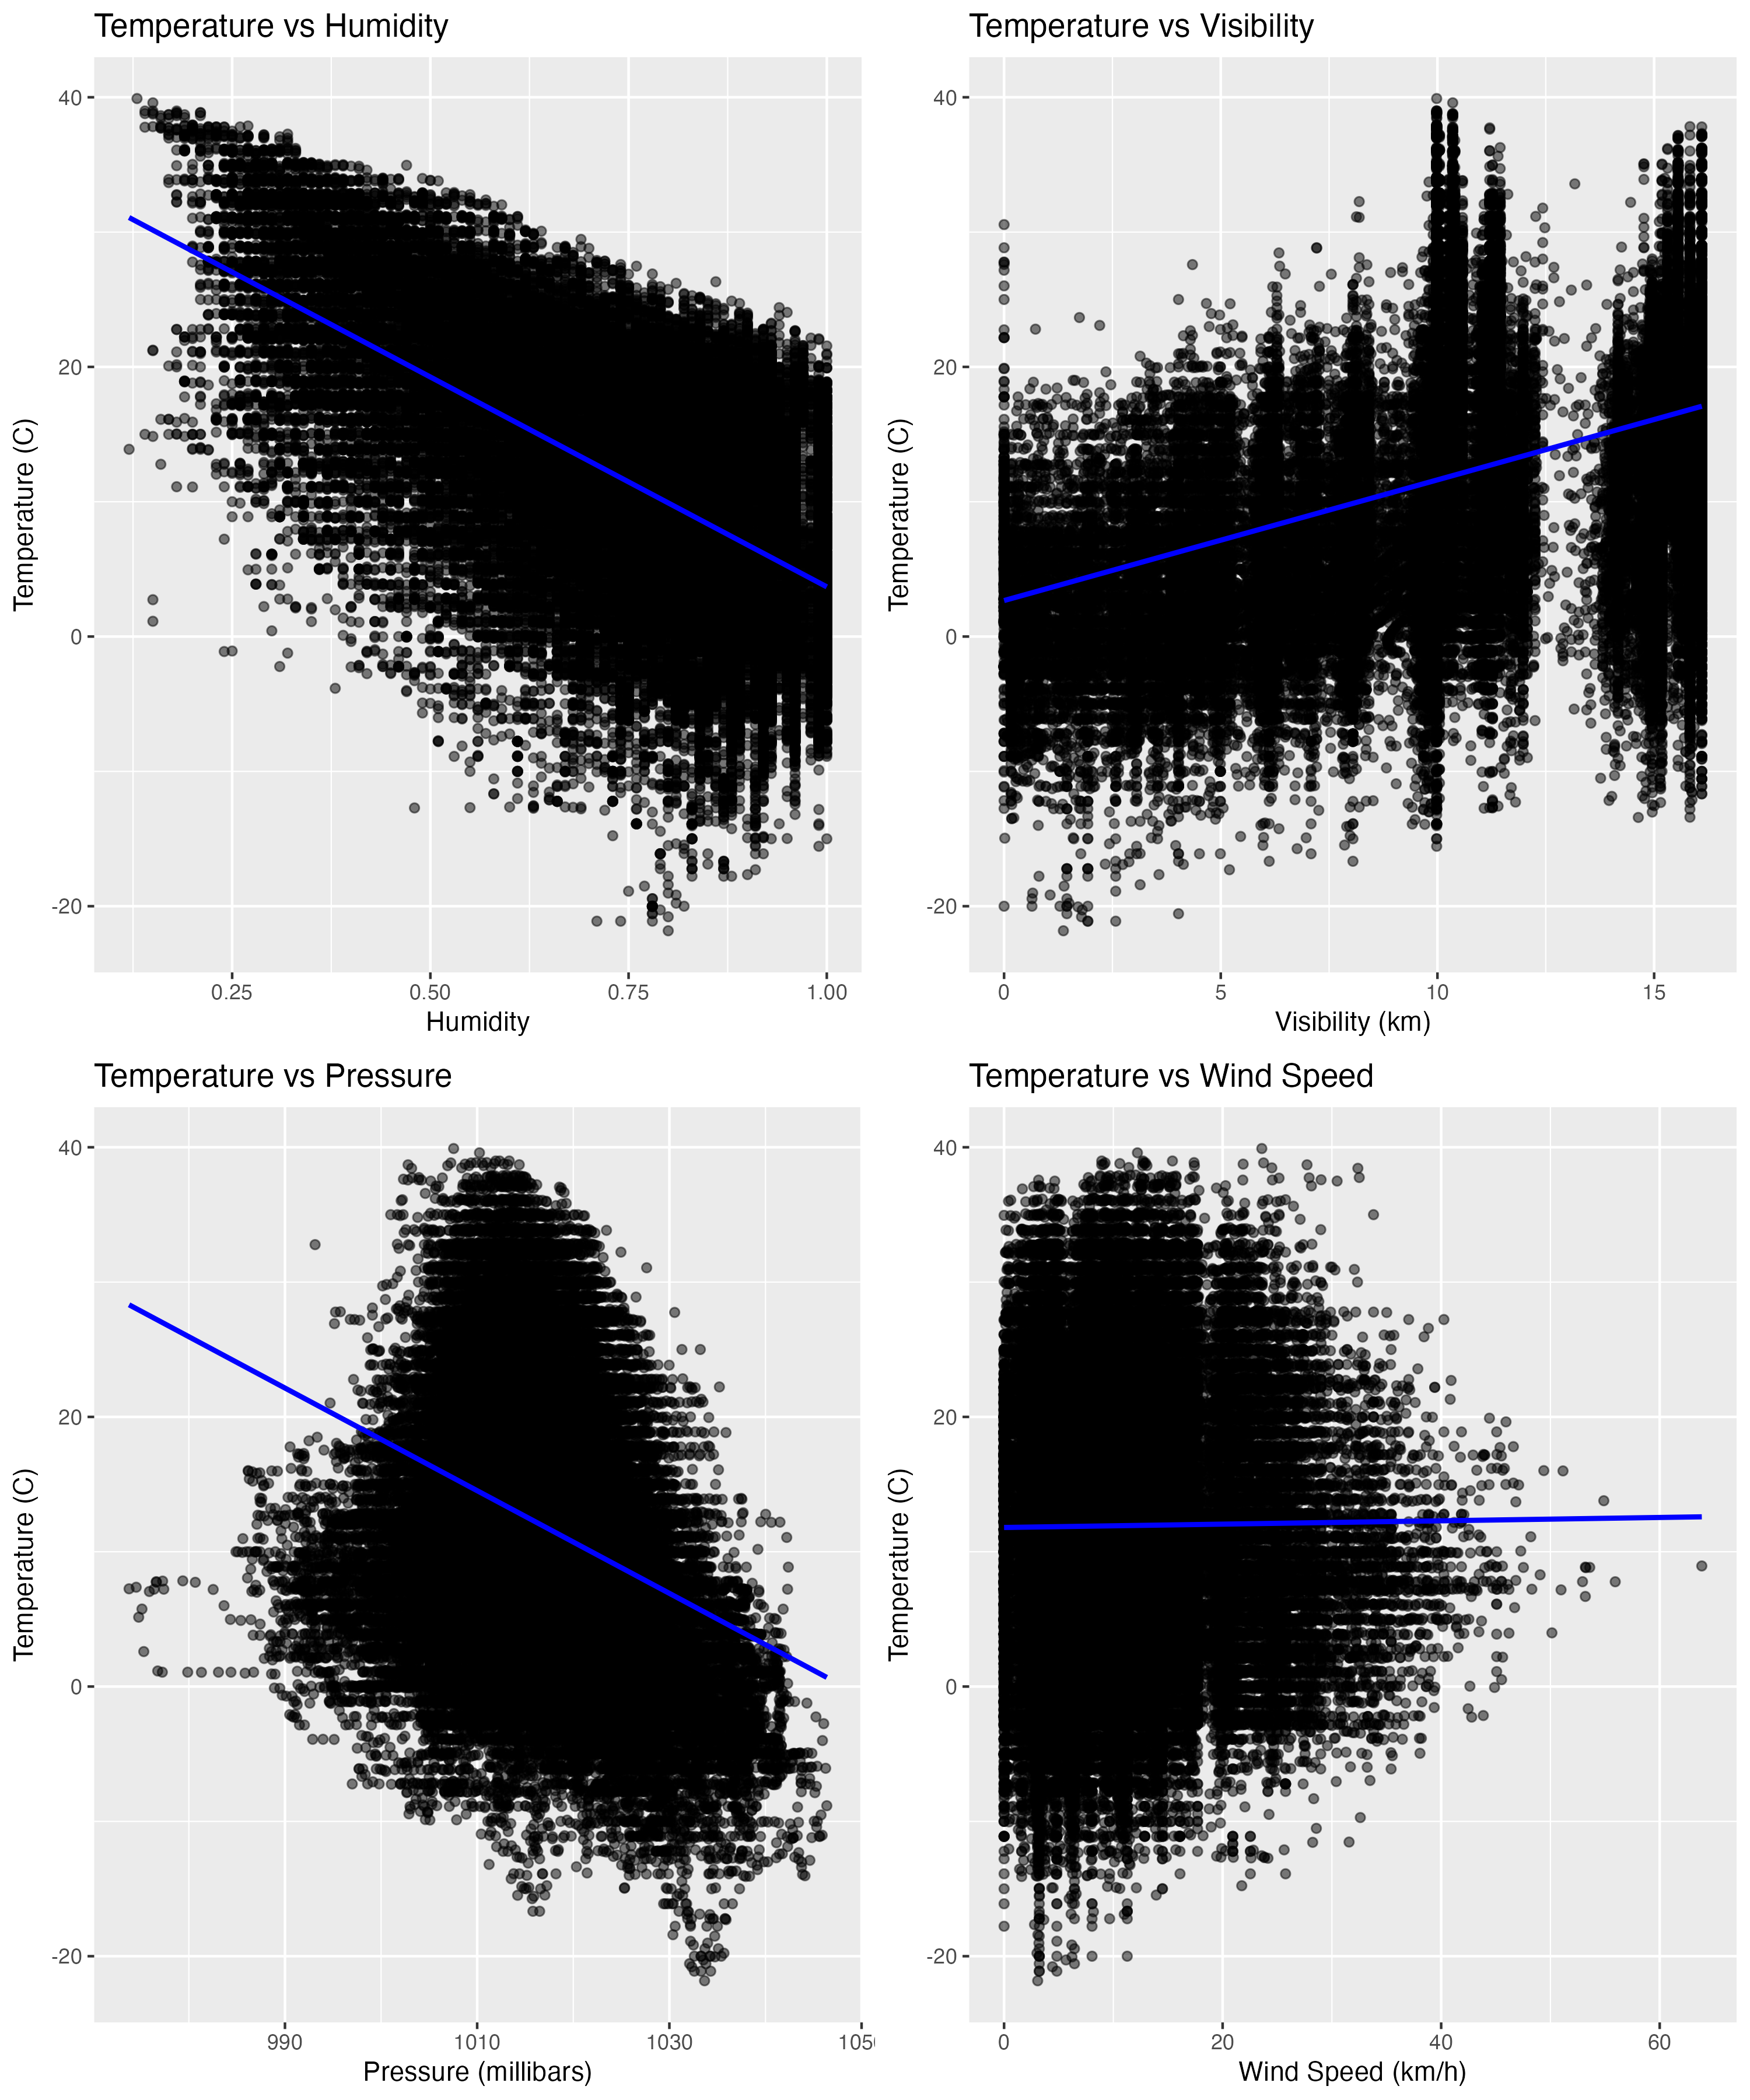 Temperature vs Humidity
40
20
0
-20
Temperature (C)
0.25 0.50 0.75 1.00
Humidity
Temperature vs Visibility
40
20
0
-20
Temperature (C)
0 5 10 15
Visibility (km)
Temperature vs Pressure
40
20
0
-20
Temperature (C)
990 1010 1030 105
Pressure (millibars)
Temperature vs Wind Speed
40
20
0
-20
Temperature (C)
0 20 40 60
Wind Speed (km/h)